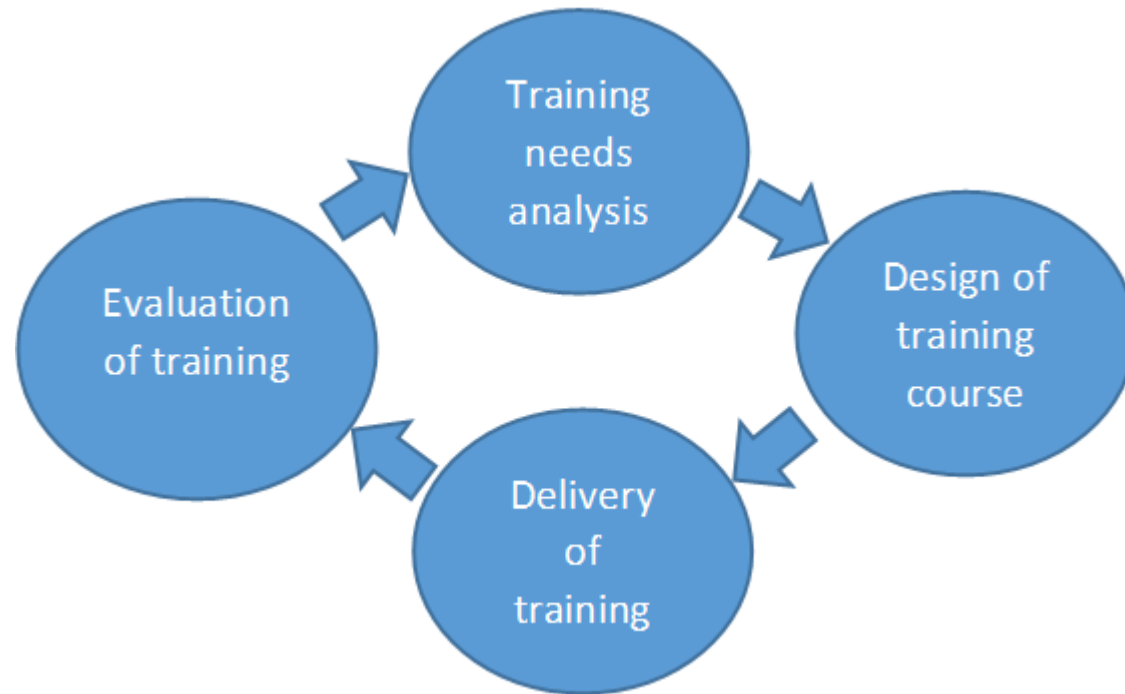 Training
needs
analysis
Design of
training
course
Delivery
of
training
Evaluation
of training